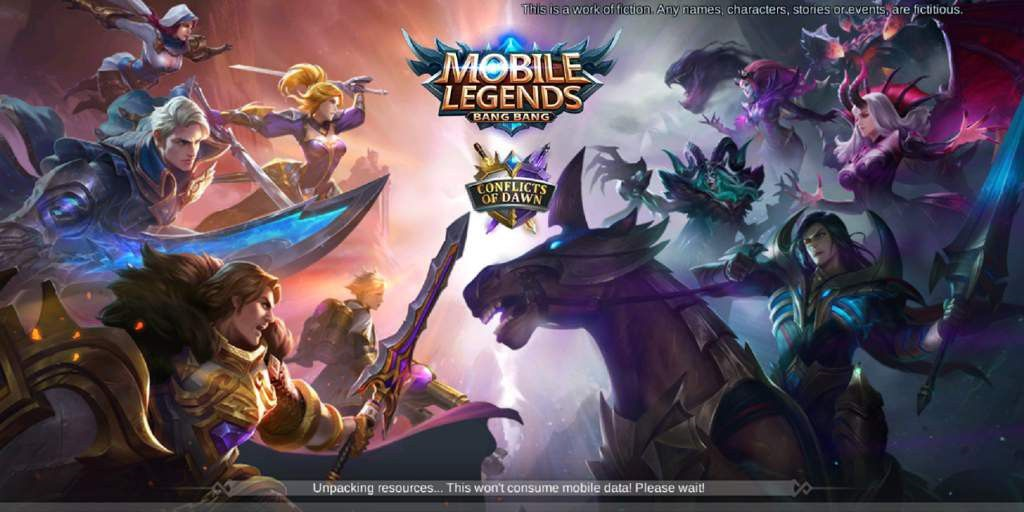 This is a work of fiction. Any names, characters, stories or events, are fictitious.
MOBILE
LEGENDS
BANG BANG
CONFLICTS
OF DAWN
Unpacking resources... This won't consume mobile data! Please wait!